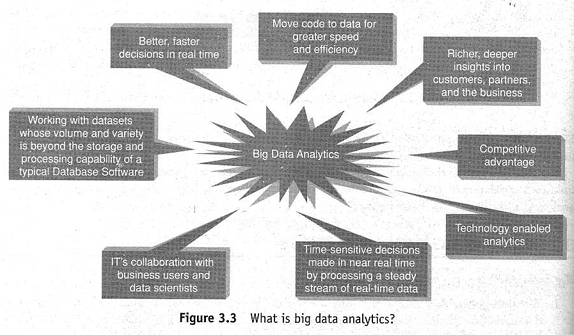 Move code to data for
greater speed
and efficiency
Better, faster
decisions in real time
Richer, deeper
insights into
customers, partners,
and the business
Working with datasets
whose volume and variety
is beyond the storage and
processing capability of a
typical Database Software
Big Data Analytics
Competitive
advantage
Technology enabled
analytics
IT's collaboration with
business users and
data scientists
Time-sensitive decisions
made in near real time
by processing a steady
stream of real-time data
Figure 3.3 What is big data analytics?